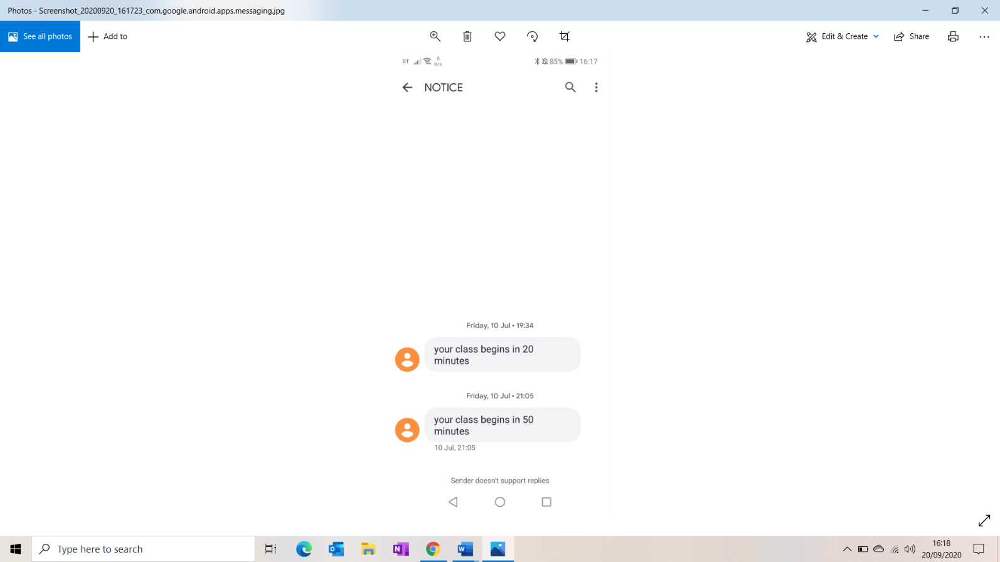 Photos - Screenshot_20200920_161723_com.google.android.apps.messaging.jpg
See all photos
Add to
Edit & Create
Share
BT
0
K/s
85%
16:17
NOTICE
Friday, 10 Jul • 19:34
your class begins in 20
minutes
Friday, 10 Jul • 21:05
your class begins in 50
minutes
10 Jul, 21:05
Sender doesn't support replies
Type here to search
16:18
20/09/2020